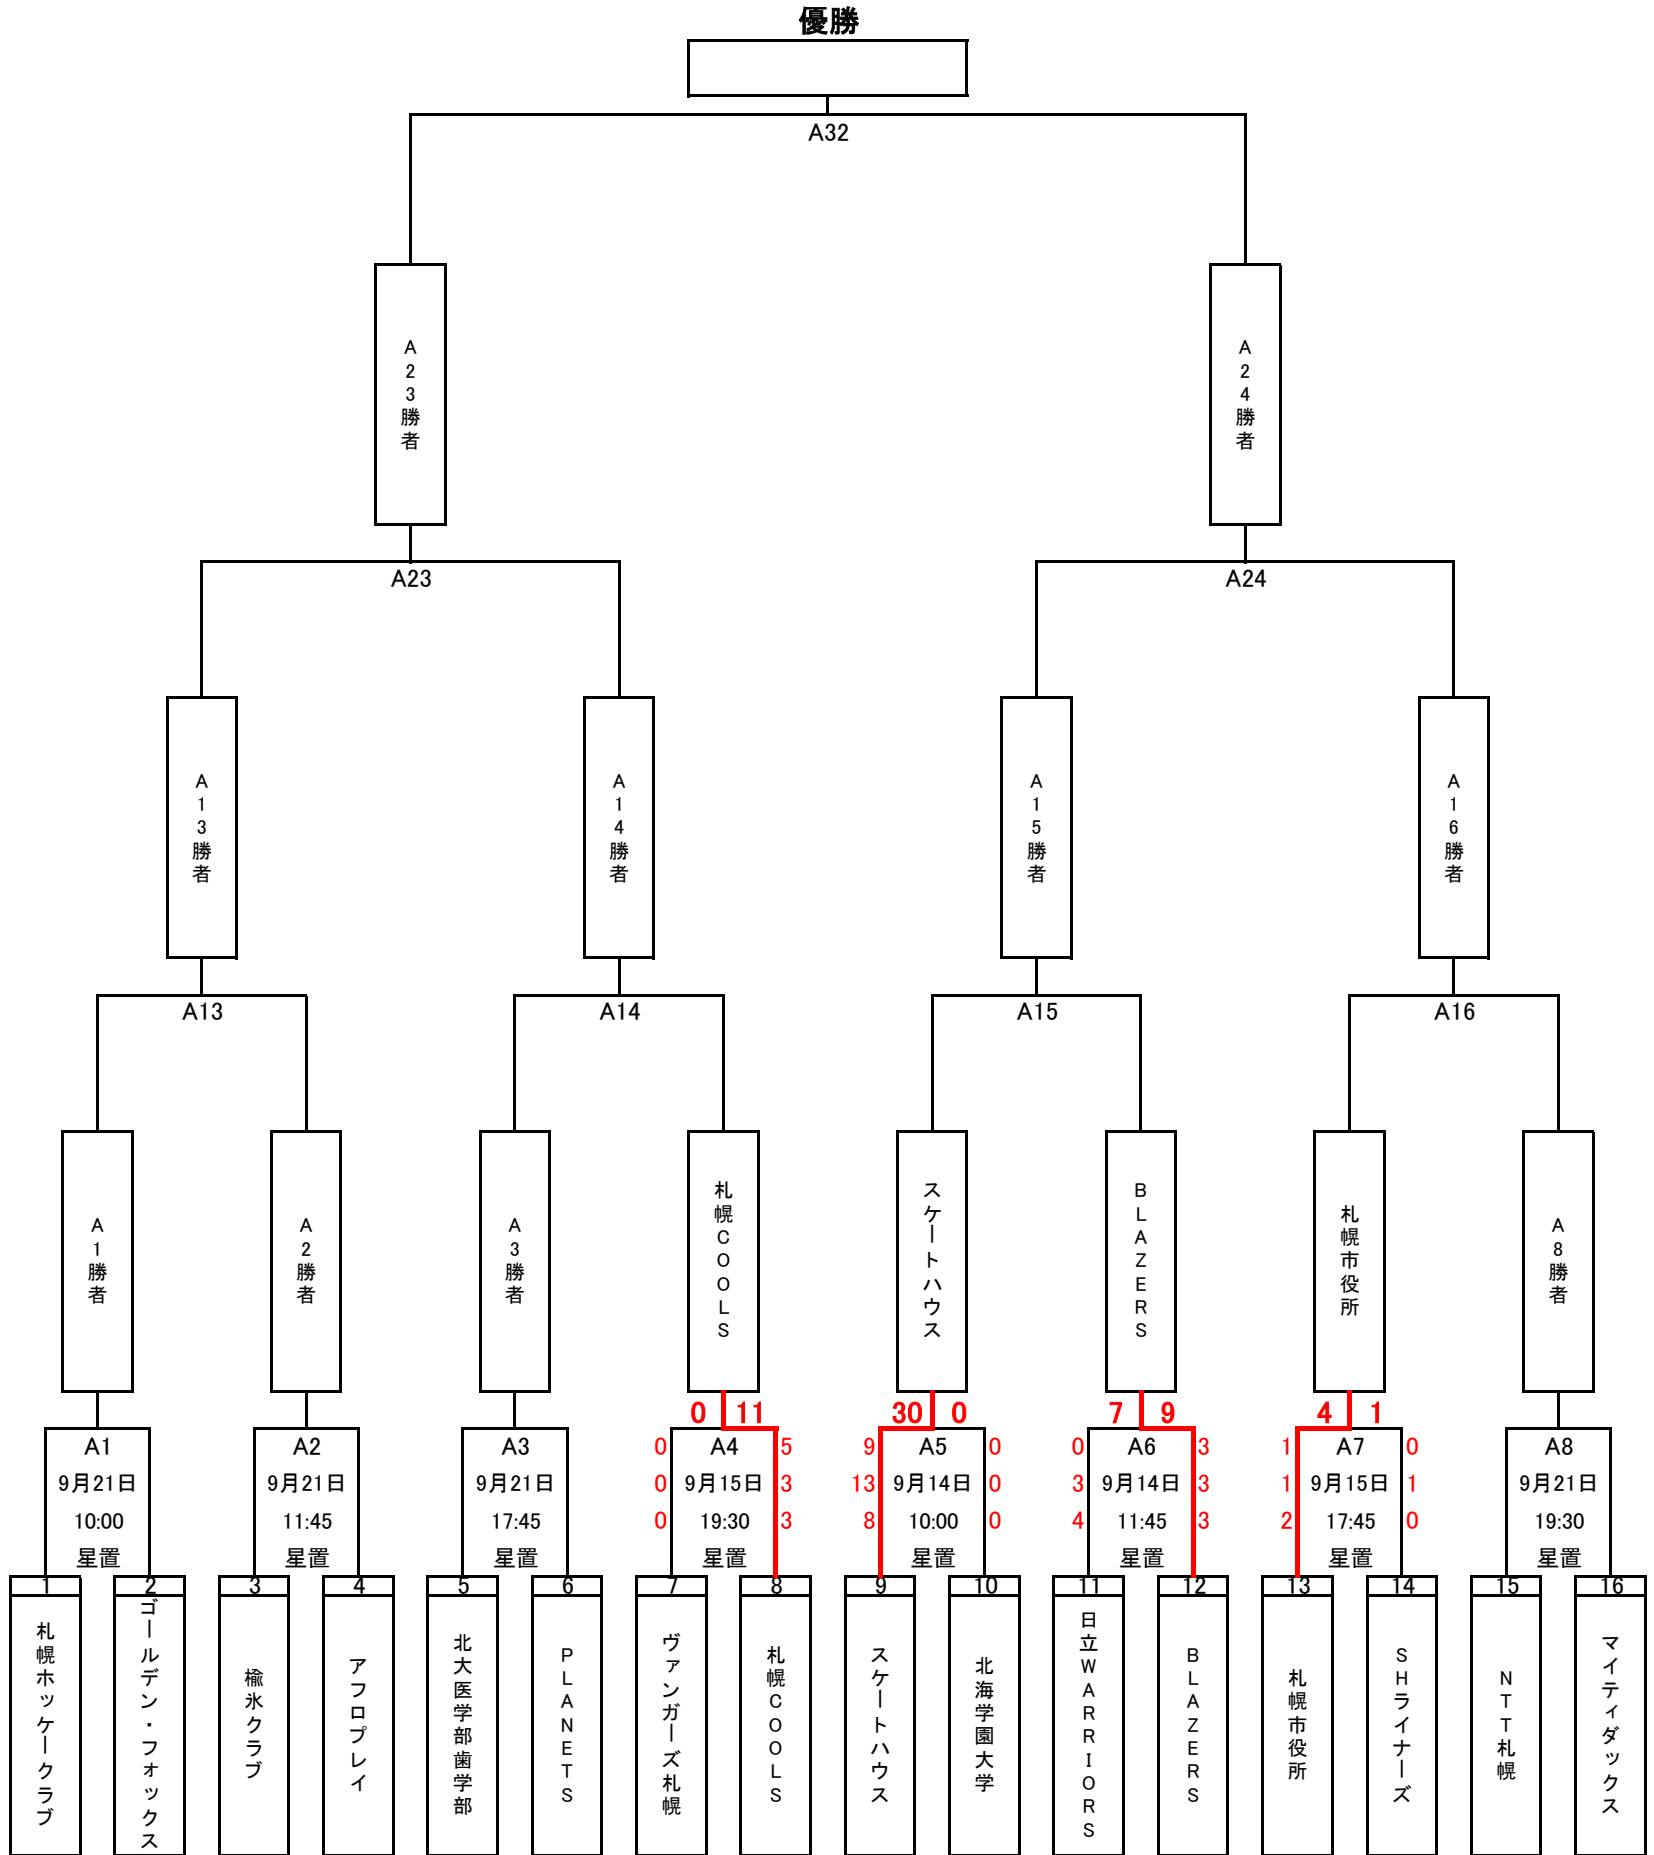 優勝
A32
A23勝者
A24勝者
A23
A24
A13勝者
A14勝者
A15勝者
A16勝者
A13
A14
A15
A16
A1勝者
A2勝者
A3勝者
札幌COOLS
スケートハウス
BLAZERS
札幌市役所
A8勝者
0 11 30 0 7 9 4 1
A1 A2 A3 0 A4 5 9 A5 0 0 A6 3 1 A7 0 A8
9月21日 9月21日 9月21日 0 9月15日 3 13 9月14日 0 3 9月14日 3 1 9月15日 1 9月21日
10:00 11:45 17:45 0 19:30 3 8 10:00 0 4 11:45 3 2 17:45 0 19:30
星置 星置 星置 星置 星置 星置 星置 星置
1 2 3 4 5 6 7 8 9 10 11 12 13 14 15 16
札幌ホッケークラブ
ゴールデン・フォックス
楡氷クラブ
アフロプレイ
北大医学部歯学部
PLANETS
ヴァンガーズ札幌
札幌COOLS
スケートハウス
北海学園大学
日立WARRIORS
BLAZERS
札幌市役所
SHライナーズ
NTT札幌
マイティダックス